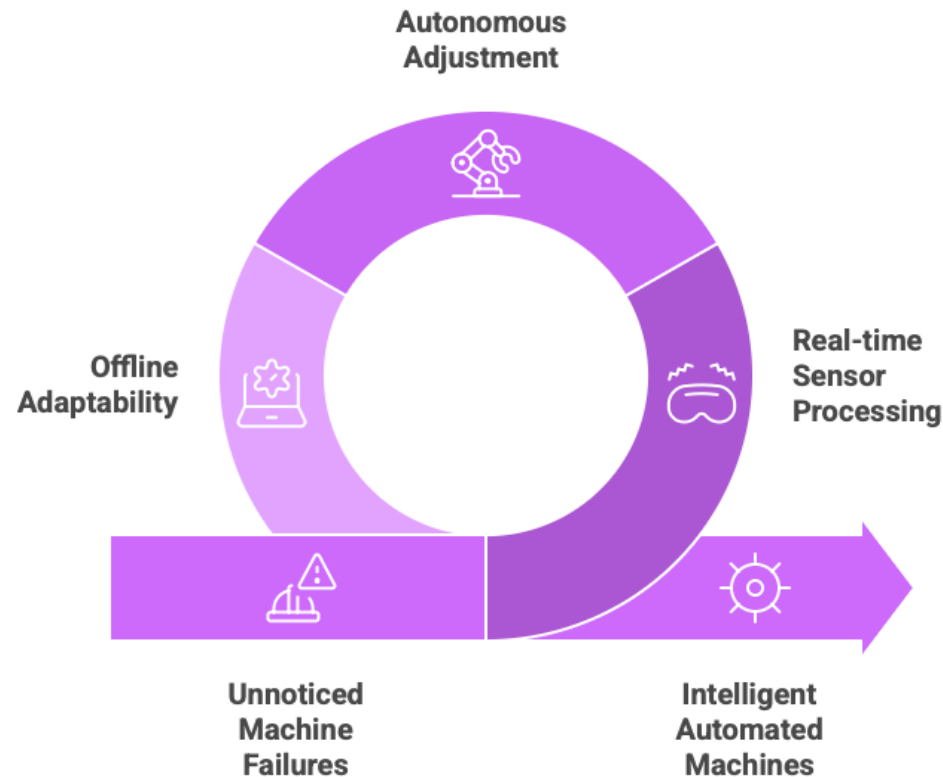 Autonomous
Adjustment
Offline
Adaptability
Real-time
Sensor
Processing
Unnoticed
Machine
Failures
Intelligent
Automated
Machines